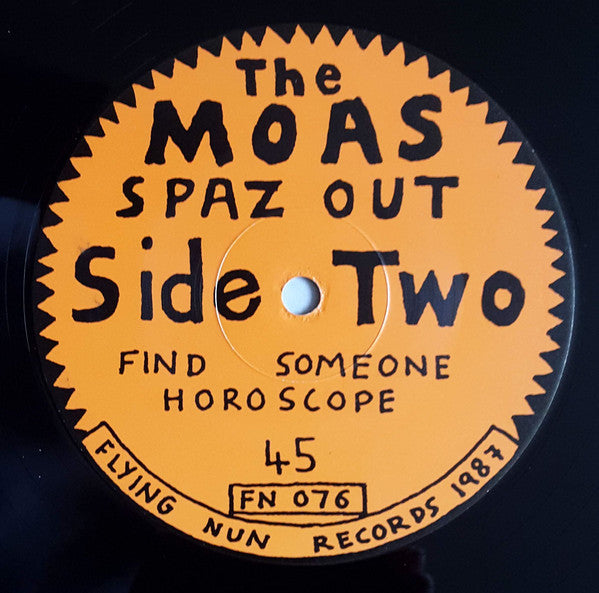 The
MOAS
SPAZ OUT
Side Two
FIND SOMEONE
HOROSCOPE
45
FN 076
FLYING NUN RECORDS 1987